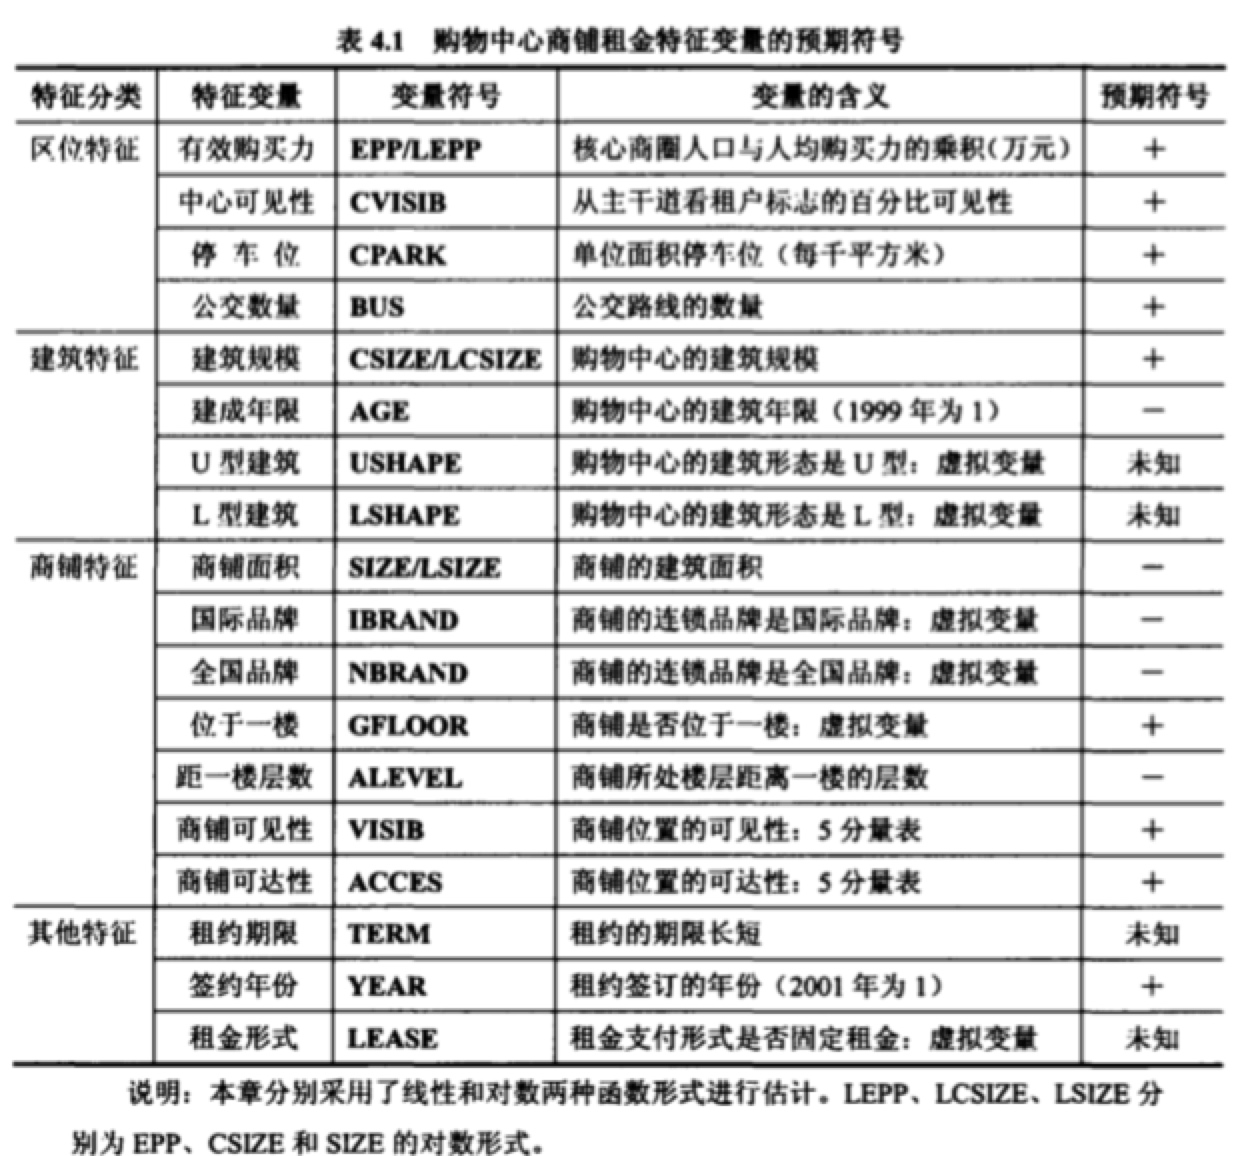 表 4.1 购物中心商铺租金特征变量的预期符号
特征分类 特征变量 变量符号 变量的含义 预期符号
区位特征 有效购买力 EPP/LEPP 核心商圈人口与人均购买力的乘积(万元) +
中心可见性 CVISIB 从主干道看租户标志的百分比可见性 +
停车位 CPARK 单位面积停车位（每千平方米） +
公交数量 BUS 公交路线的数量 +
建筑特征 建筑规模 CSIZE/LCSIZE 购物中心的建筑规模 +
建成年限 AGE 购物中心的建筑年限（1999 年为 1） －
U 型建筑 USHAPE 购物中心的建筑形态是 U 型：虚拟变量 未知
L 型建筑 LSHAPE 购物中心的建筑形态是 L 型：虚拟变量 未知
商铺特征 商铺面积 SIZE/LSIZE 商铺的建筑面积 －
国际品牌 IBRAND 商铺的连锁品牌是国际品牌：虚拟变量 －
全国品牌 NBRAND 商铺的连锁品牌是全国品牌：虚拟变量 －
位于一楼 GFLOOR 商铺是否位于一楼：虚拟变量 +
距一楼层数 ALEVEL 商铺所处楼层距离一楼的层数 －
商铺可见性 VISIB 商铺位置的可见性：5 分量表 +
商铺可达性 ACCES 商铺位置的可达性：5 分量表 +
其他特征 租约期限 TERM 租约的期限长短 未知
签约年份 YEAR 租约签订的年份（2001 年为 1） +
租金形式 LEASE 租金支付形式是否固定租金：虚拟变量 未知
说明：本章分别采用了线性和对数两种函数形式进行估计。LEPP、LCSIZE、LSIZE 分
别为 EPP、CSIZE 和 SIZE 的对数形式。